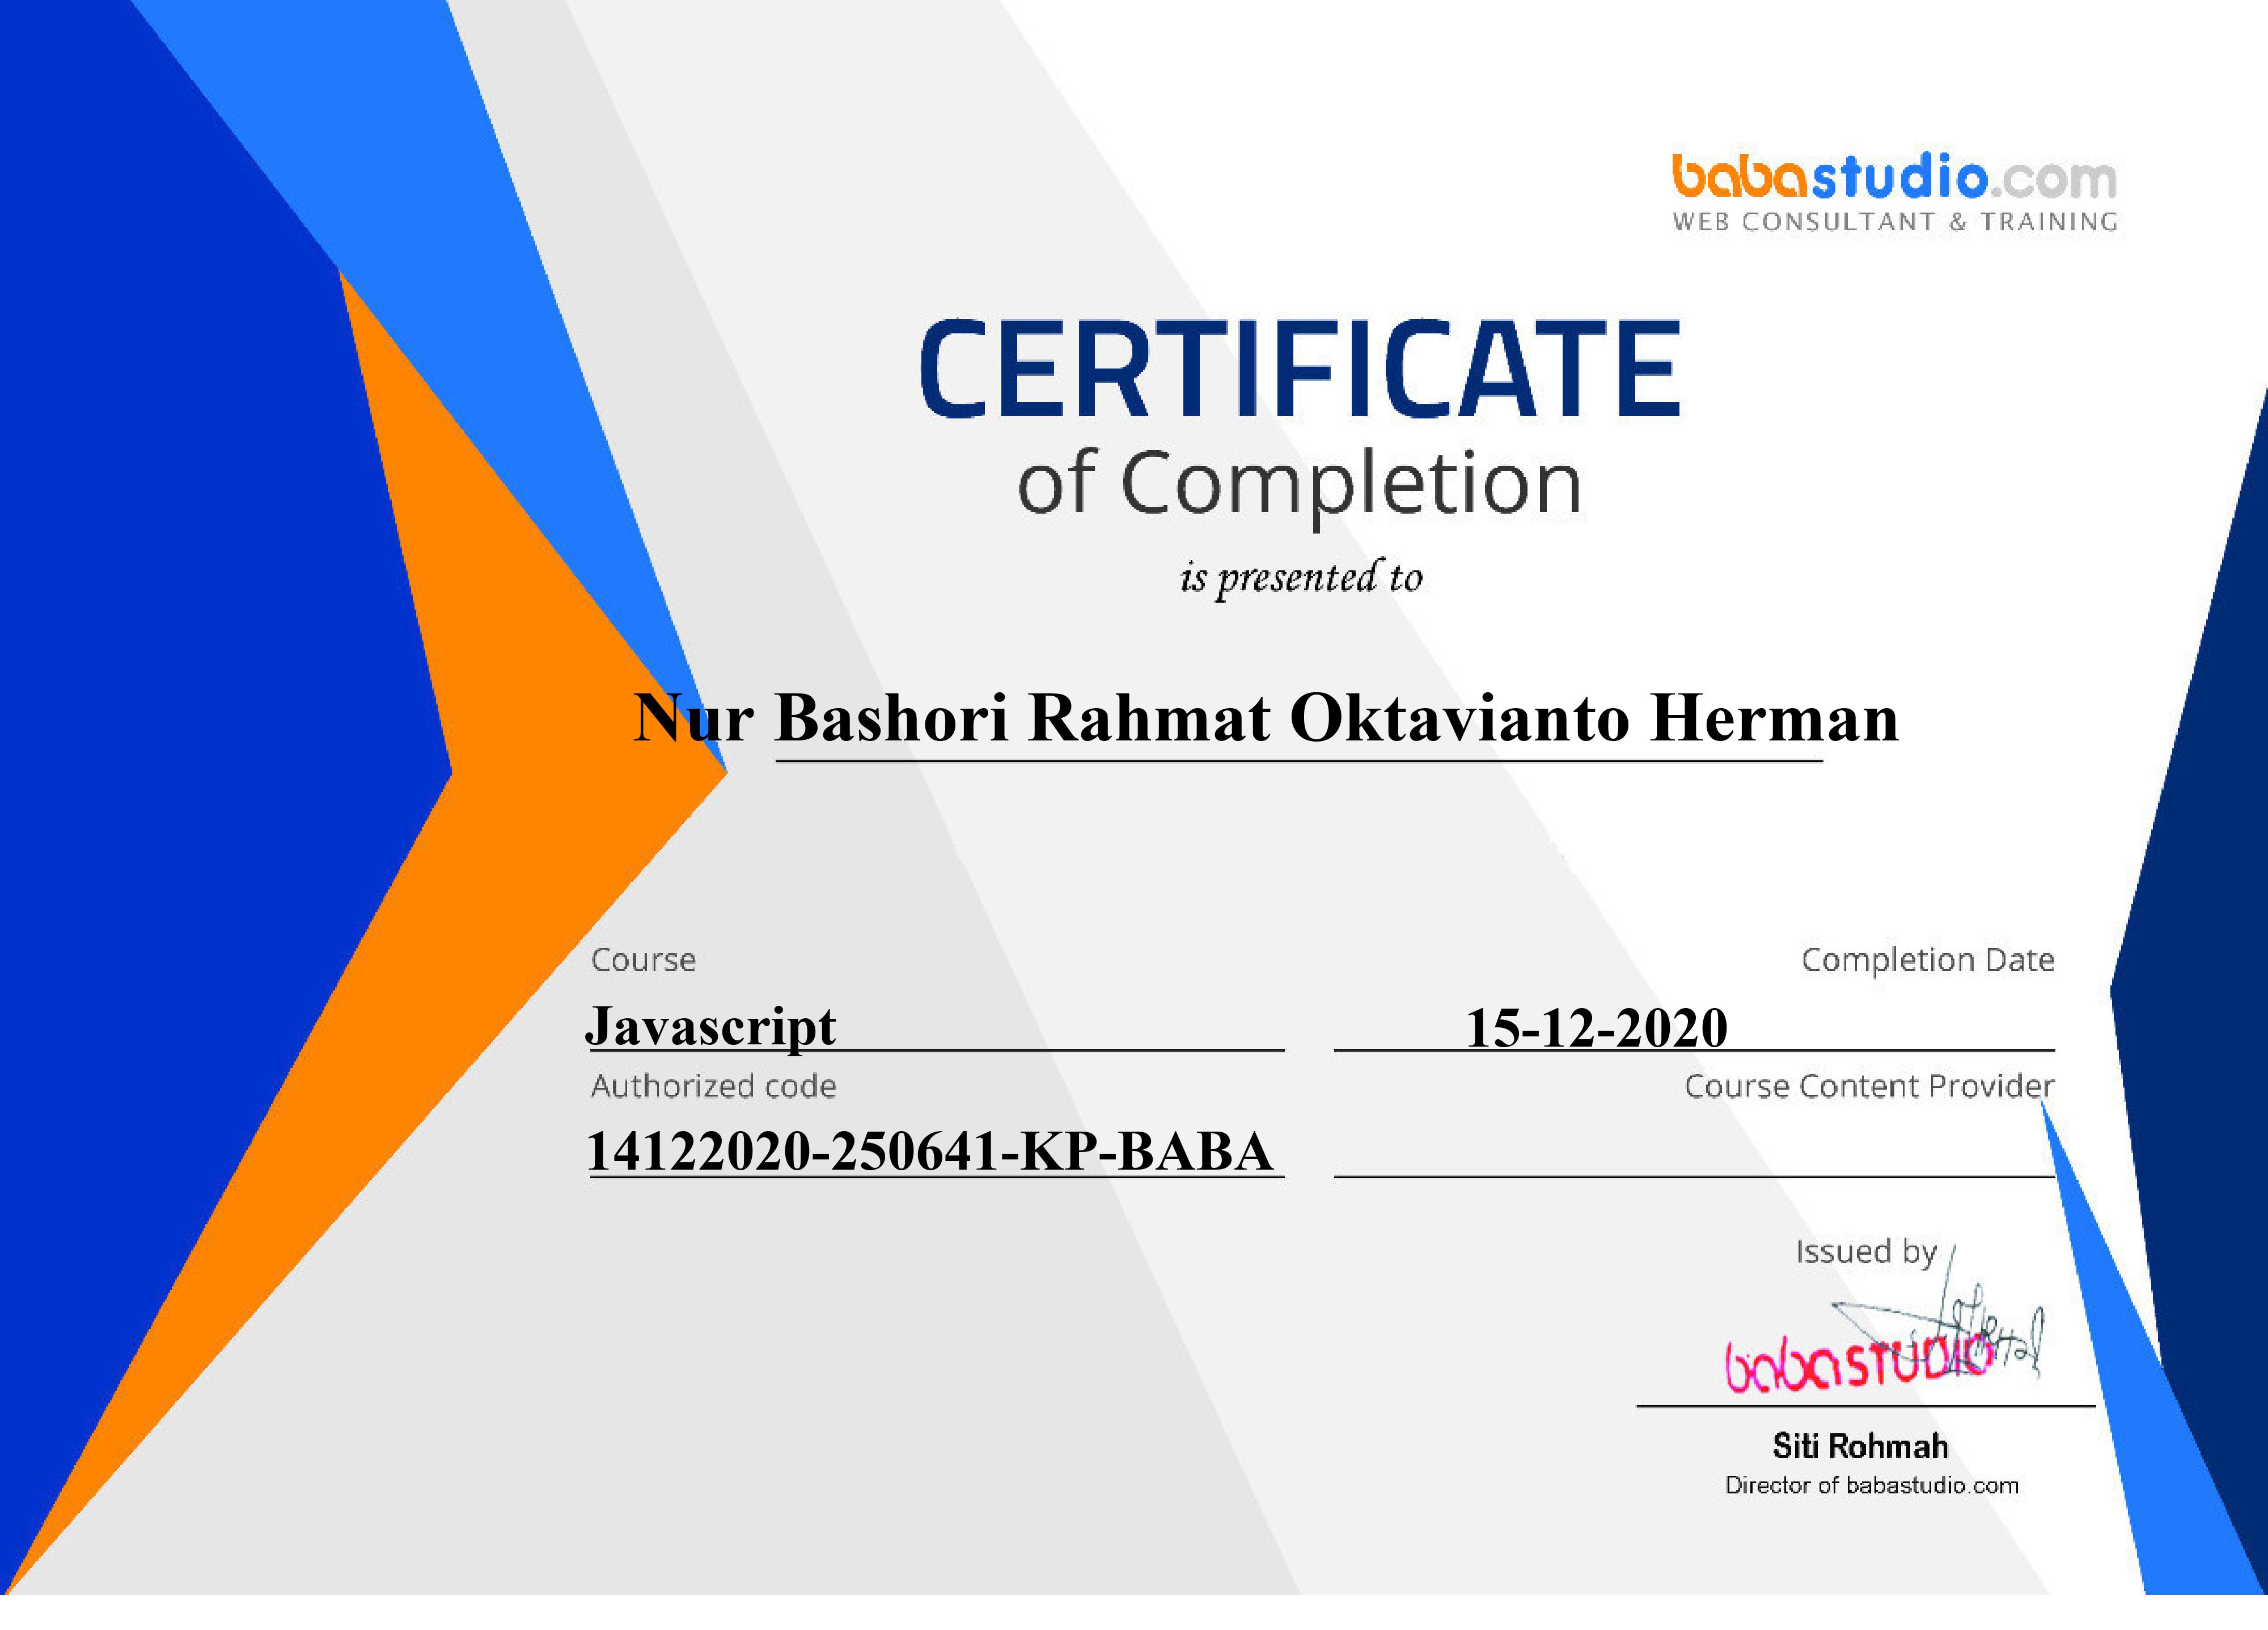 babastudio.com
WEB CONSULTANT & TRAINING
CERTIFICATE
of Completion
is presented to
Nur Bashori Rahmat Oktavianto Herman
Course
Completion Date
Javascript
15-12-2020
Authorized code
Course Content Provider
14122020-250641-KP-BABA
Issued by
babaSTUDIO
Siti Rohmah
Director of babastudio.com